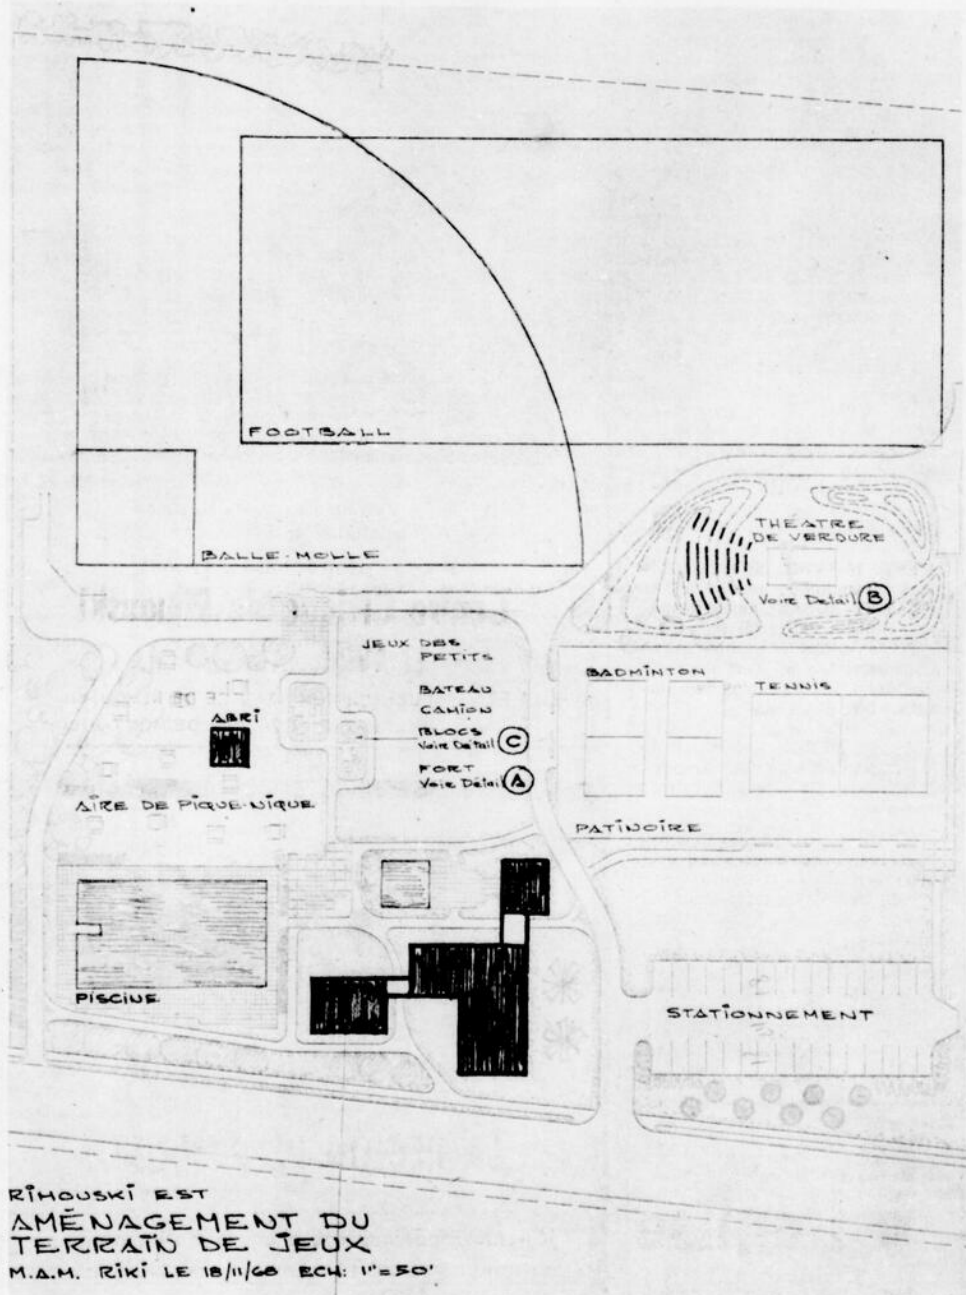 FOOTBALL
BALLE-MOLLE
THÉATRE
DE VERDURE
Voire Détail B
JEUX DES
PETITS
BATEAU
CAMION
BLOCS
Voire Détail C
FORT
Voire Détail A
BADMINTON
TENNIS
ABRI
AIRE DE PIQUE-NIQUE
PATINOIRE
PISCINE
STATIONNEMENT
RIMOUSKI EST
AMÉNAGEMENT DU
TERRAIN DE JEUX
M.A.M. RIKI LE 18/11/68 ECH: 1"=50'